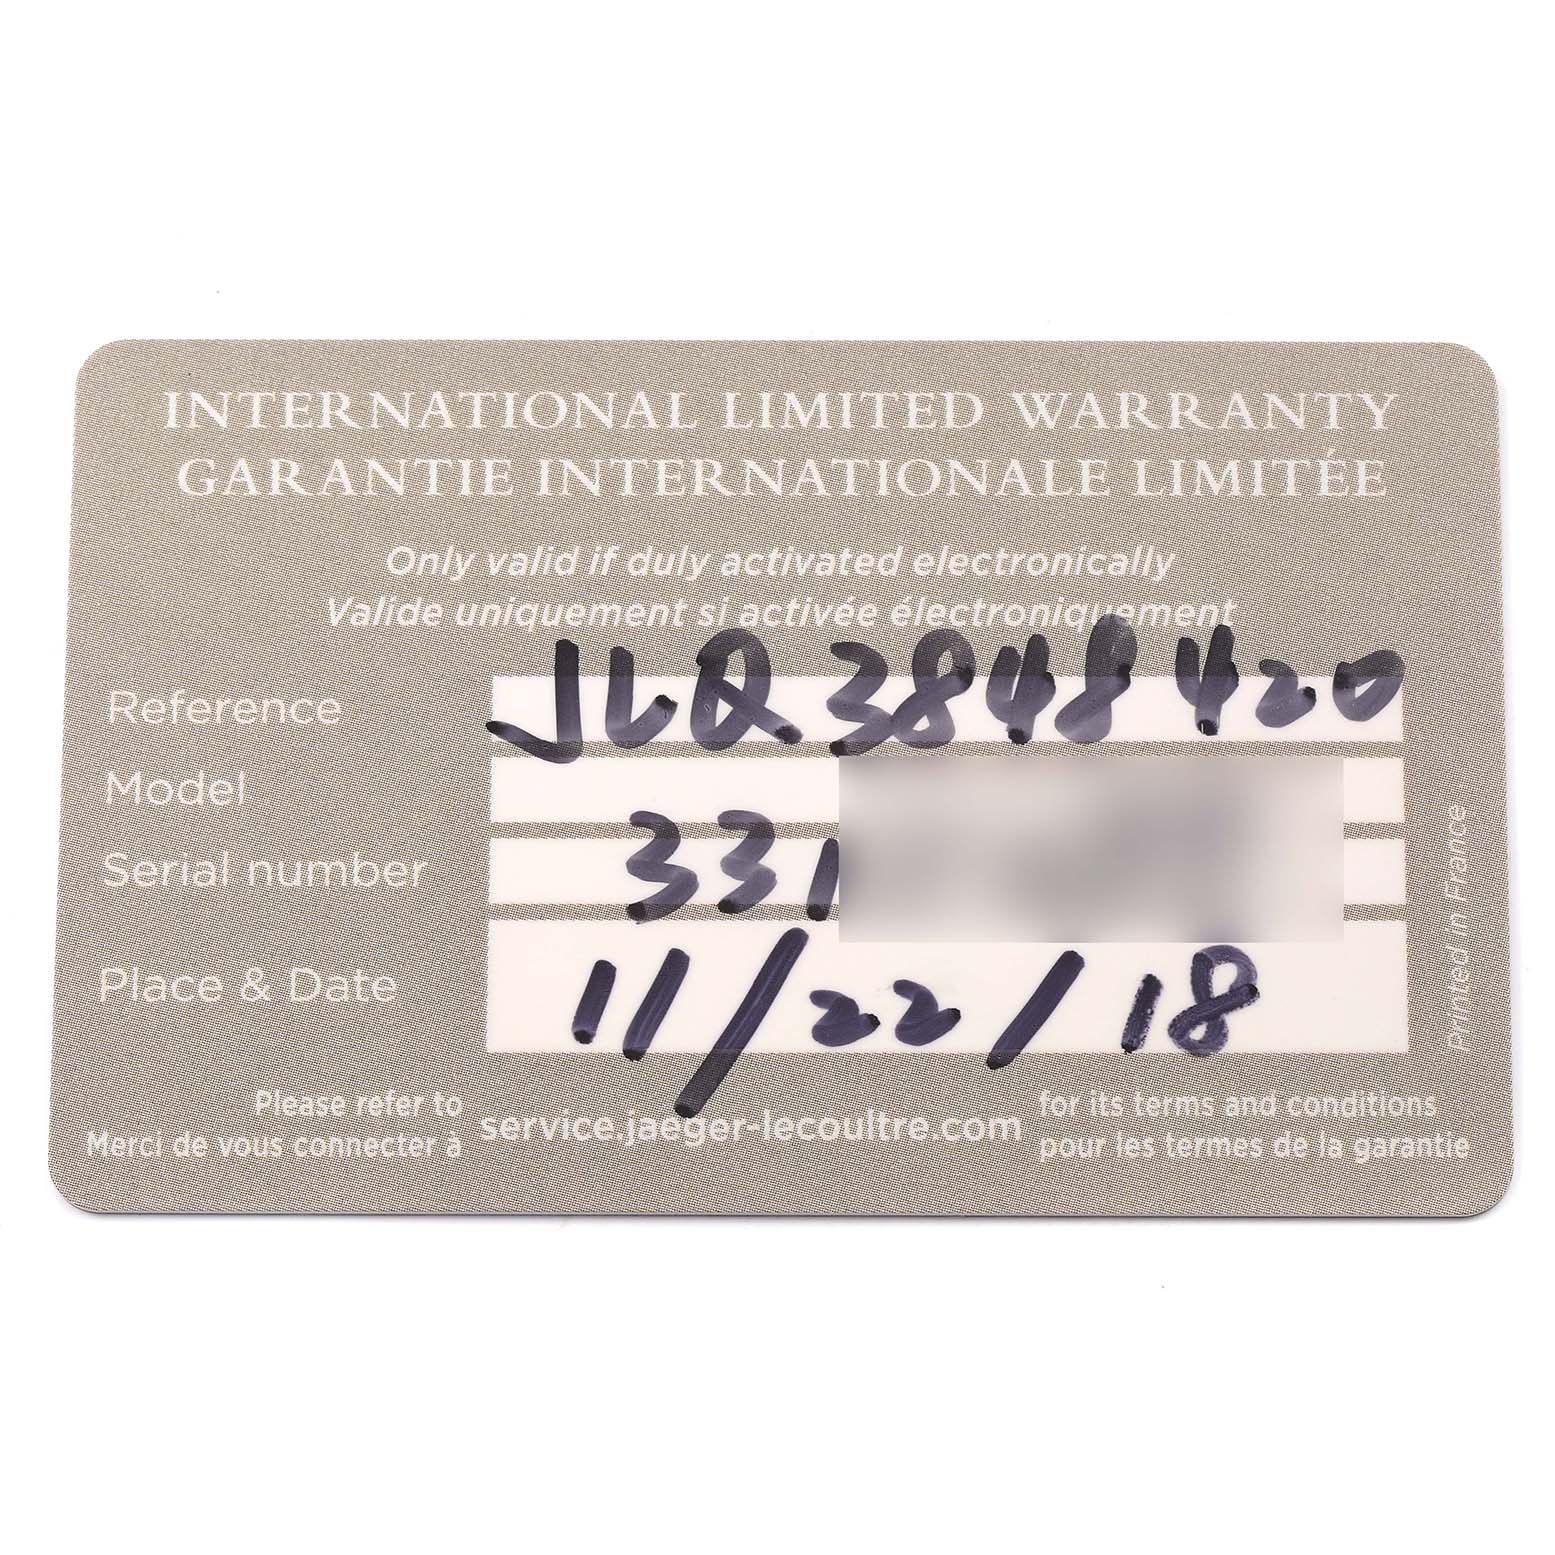 INTERNATIONAL LIMITED WARRANTY
GARANTIE INTERNATIONALE LIMITÉE
Only valid if duly activated electronically
Valide uniquement si activée électroniquement
Reference JLQ3848420
Model
Serial number 33
Place & Date 11/22/18
Please refer to
Merci de vous connecter à
service.jaeger-lecoultre.com
for its terms and conditions
pour les termes de la garantie
Printed in France